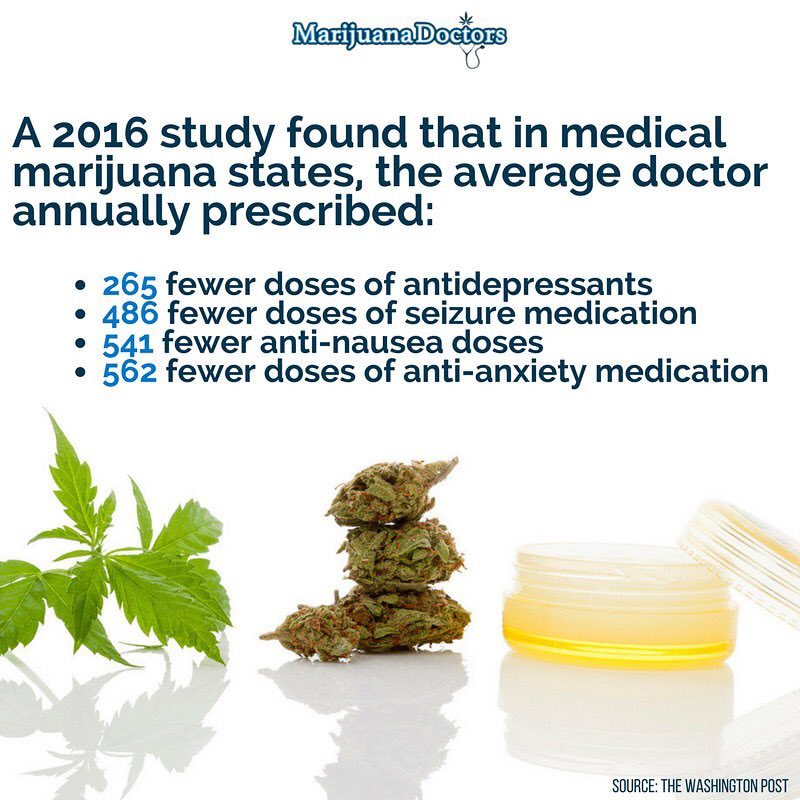 MarijuanaDoctors
A 2016 study found that in medical
marijuana states, the average doctor
annually prescribed:
• 265 fewer doses of antidepressants
• 486 fewer doses of seizure medication
• 541 fewer anti-nausea doses
• 562 fewer doses of anti-anxiety medication
SOURCE: THE WASHINGTON POST